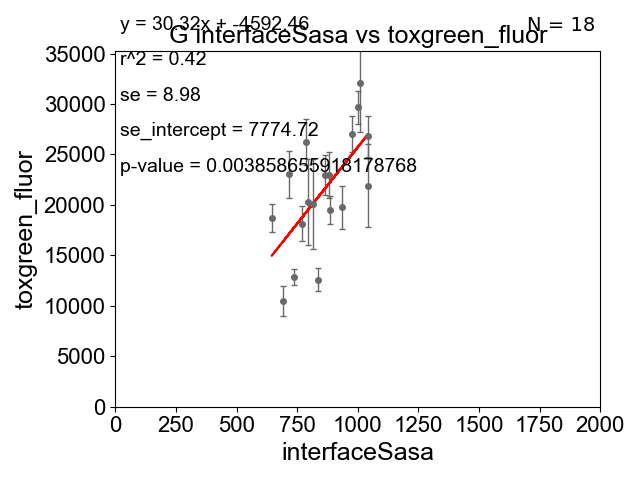 y = 30.32x + -4592.46
N = 18
G interfaceSasa vs toxgreen_fluor
r^2 = 0.42
se = 8.98
se_intercept = 7774.72
p-value = 0.003858655918178768
toxgreen_fluor
35000
30000
25000
20000
15000
10000
5000
0
0 250 500 750 1000 1250 1500 1750 2000
interfaceSasa